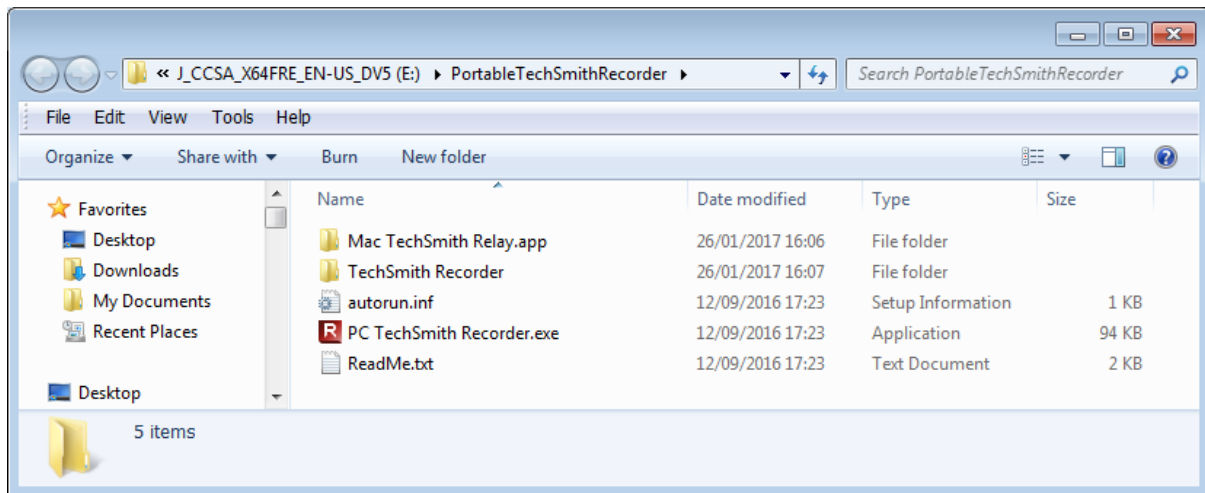 « J_CCSA_X64FRE_EN-US_DV5 (E:) PortableTechSmithRecorder Search PortableTechSmithRecorder
File Edit View Tools Help
Organize Share with Burn New folder
Name Date modified Type Size
Favorites
Desktop
Downloads
My Documents
Recent Places
Desktop
Mac TechSmith Relay.app 26/01/2017 16:06 File folder
TechSmith Recorder 26/01/2017 16:07 File folder
autorun.inf 12/09/2016 17:23 Setup Information 1 KB
R PC TechSmith Recorder.exe 12/09/2016 17:23 Application 94 KB
ReadMe.txt 12/09/2016 17:23 Text Document 2 KB
5 items